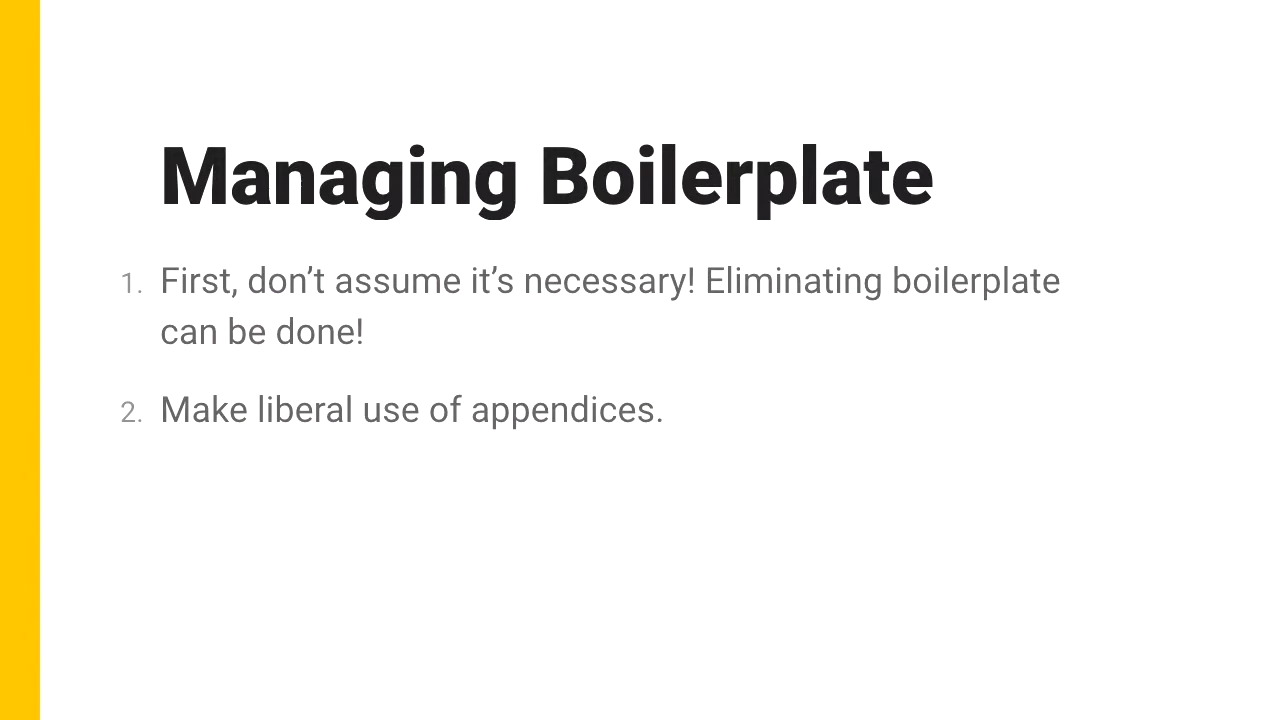 Managing Boilerplate
1. First, don’t assume it’s necessary! Eliminating boilerplate
can be done!
2. Make liberal use of appendices.